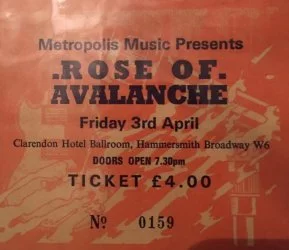 Metropolis Music Presents
.ROSE OF.
AVALANCHE
Friday 3rd April
Clarendon Hotel Ballroom, Hammersmith Broadway W6
DOORS OPEN 7.30pm
TICKET £4.00
Nº 0159